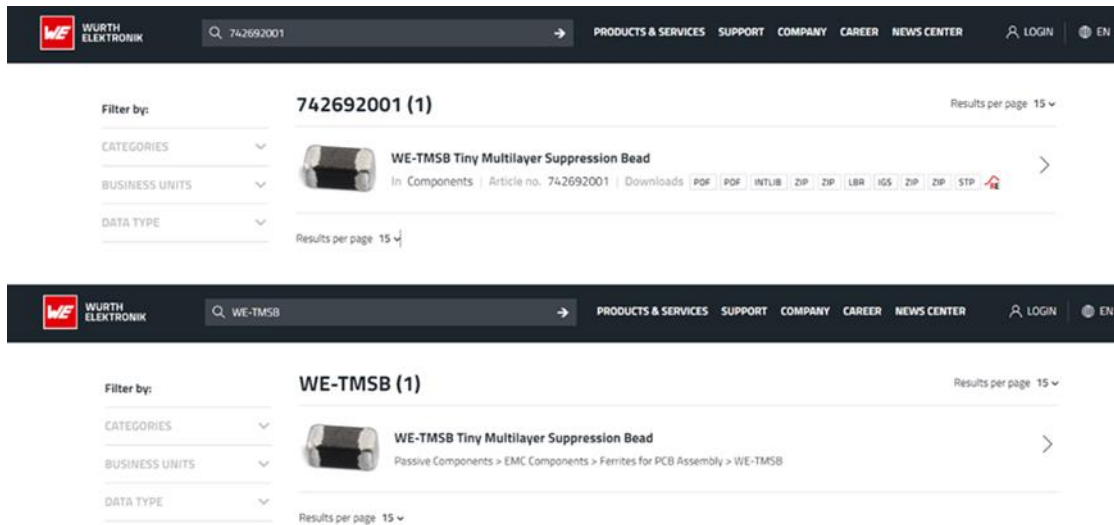 WE WÜRTH ELEKTRONIK 742692001 → PRODUCTS & SERVICES SUPPORT COMPANY CAREER NEWS CENTER LOGIN EN
Filter by:
742692001 (1)
Results per page 15
CATEGORIES
BUSINESS UNITS
DATA TYPE
WE-TMSB Tiny Multilayer Suppression Bead
In Components | Article no. 742692001 | Downloads PDF PDF INTLIB ZIP ZIP LBR IGS ZIP ZIP STP
Results per page 15
WE WÜRTH ELEKTRONIK WE-TMSB → PRODUCTS & SERVICES SUPPORT COMPANY CAREER NEWS CENTER LOGIN EN
Filter by:
WE-TMSB (1)
Results per page 15
CATEGORIES
BUSINESS UNITS
DATA TYPE
WE-TMSB Tiny Multilayer Suppression Bead
Passive Components > EMC Components > Ferrites for PCB Assembly > WE-TMSB
Results per page 15